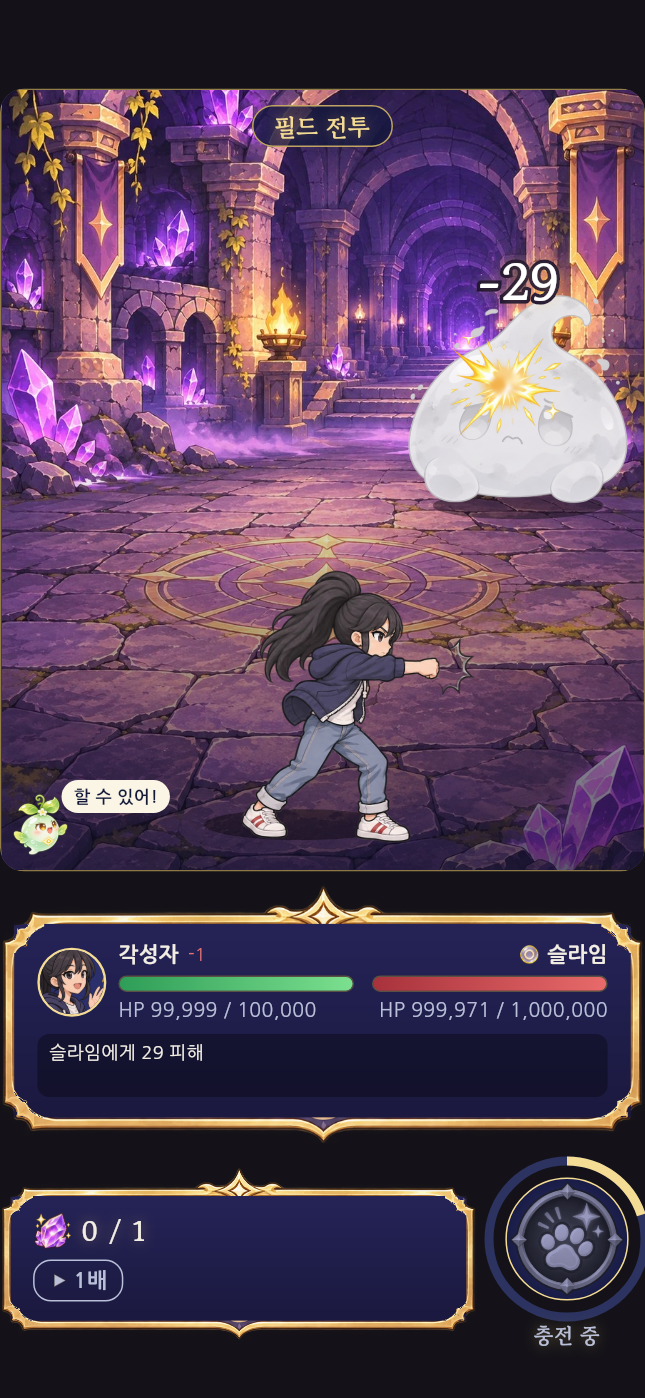 필드 전투
-29
할 수 있어!
각성자 -1
슬라임
HP 99,999 / 100,000
HP 999,971 / 1,000,000
슬라임에게 29 피해
0 / 1
▶ 1배
충전 중